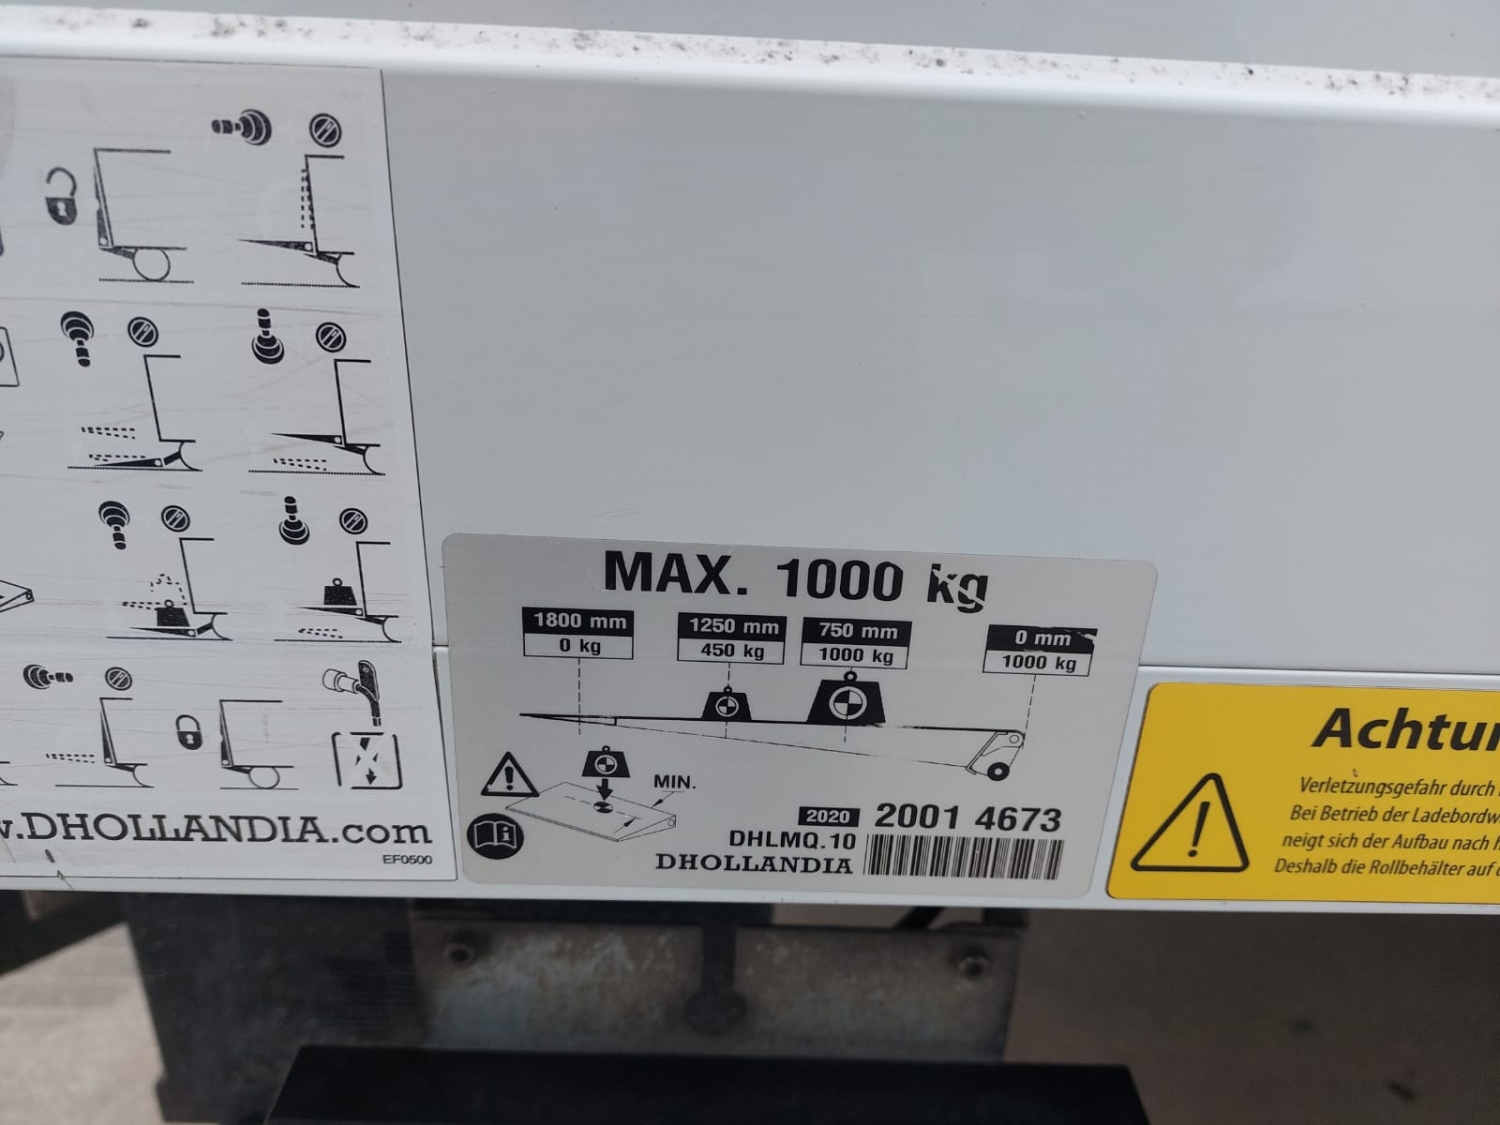 MAX. 1000 kg
1800 mm 1250 mm 750 mm 0 mm
0 kg 450 kg 1000 kg 1000 kg
MIN.
2020 2001 4673
DHLMQ.10
DHOLLANDIA
.DHOLLANDIA.com
EF0500
Verletzungsgefahr durch
Bei Betrieb der
neigt sich der Aufbau nach
Deshalb die Rollbehälter auf